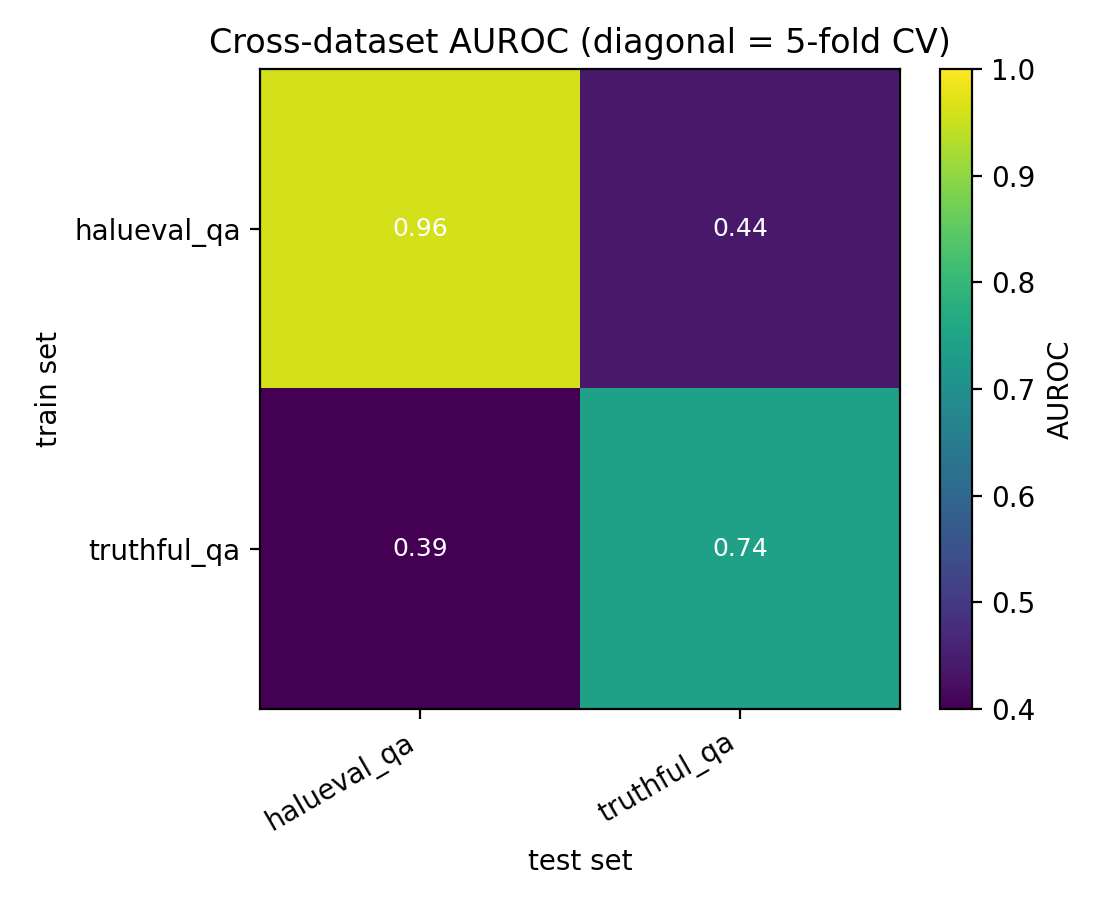 Cross-dataset AUROC (diagonal = 5-fold CV)
train set
halueval_qa
truthful_qa
0.96
0.44
0.39
0.74
halueval_qa
truthful_qa
test set
1.0
0.9
0.8
0.7
0.6
0.5
0.4
AUROC